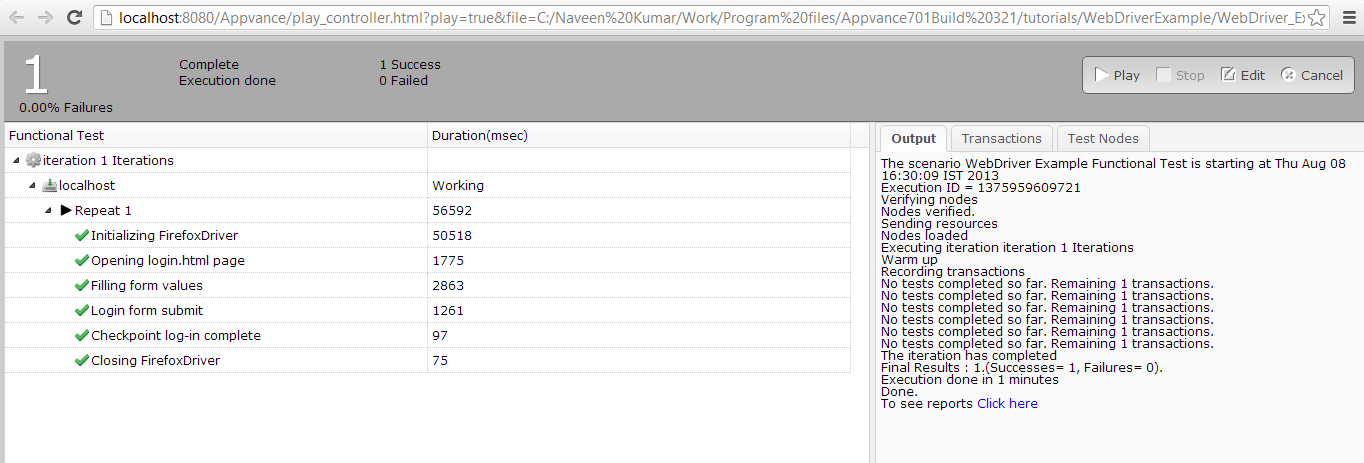 localhost:8080/Appvance/play_controller.html?play=true&file=C:/Naveen%20Kumar/Work/Program%20files/Appvance701Build%20321/tutorials/WebDriverExample/WebDriver_Ex
1
0.00% Failures
Complete
1 Success
Execution done
0 Failed
Play
Stop
Edit
Cancel
Functional Test
Duration(msec)
iteration 1 Iterations
localhost
Working
Repeat 1
56592
Initializing FirefoxDriver
50518
Opening login.html page
1775
Filling form values
2863
Login form submit
1261
Checkpoint log-in complete
97
Closing FirefoxDriver
75
Output
Transactions
Test Nodes
The scenario WebDriver Example Functional Test is starting at Thu Aug 08
16:30:09 IST 2013
Execution ID = 1375959609721
Verifying nodes
Nodes verified.
Sending resources
Nodes loaded
Executing iteration iteration 1 Iterations
Warm up
Recording transactions
No tests completed so far. Remaining 1 transactions.
No tests completed so far. Remaining 1 transactions.
No tests completed so far. Remaining 1 transactions.
No tests completed so far. Remaining 1 transactions.
No tests completed so far. Remaining 1 transactions.
No tests completed so far. Remaining 1 transactions.
The iteration has completed
Final Results : 1.(Successes= 1, Failures= 0).
Execution done in 1 minutes
Done.
To see reports Click here